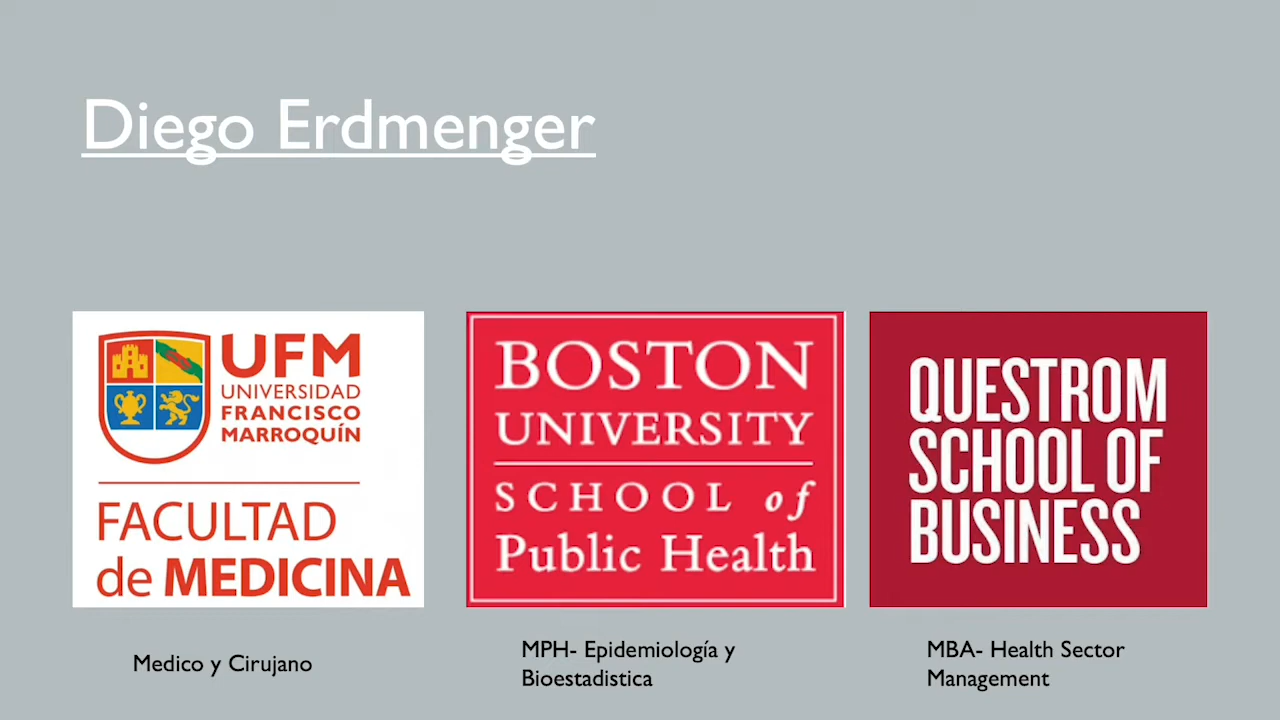 Diego Erdmenger
UFM
UNIVERSIDAD
FRANCISCO
MARROQUÍN
FACULTAD
de MEDICINA
Medico y Cirujano
BOSTON
UNIVERSITY
SCHOOL of
Public Health
MPH- Epidemiología y
Bioestadistica
QUESTROM
SCHOOL OF
BUSINESS
MBA- Health Sector
Management